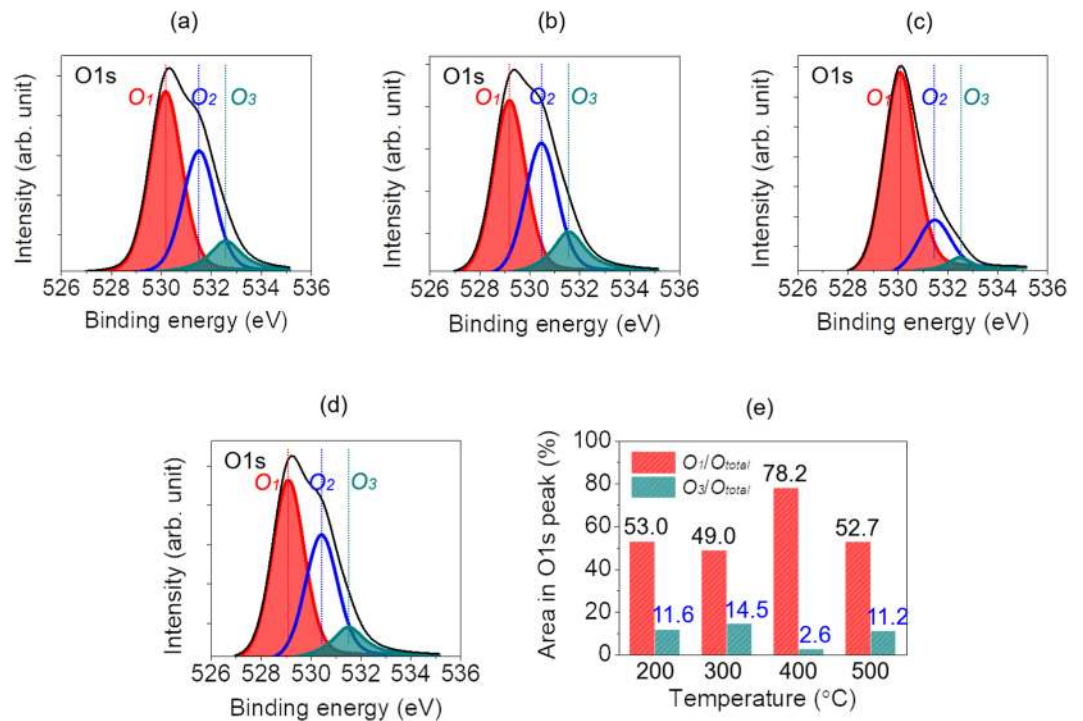 (a)
(b)
(c)
O1s
O1
O2
O3
Intensity (arb. unit)
526 528 530 532 534 536
Binding energy (eV)
O1s
O1
O2
O3
Intensity (arb. unit)
526 528 530 532 534 536
Binding energy (eV)
O1s
O1
O2
O3
Intensity (arb. unit)
526 528 530 532 534 536
Binding energy (eV)
(d)
O1s
O1
O2
O3
Intensity (arb. unit)
526 528 530 532 534 536
Binding energy (eV)
(e)
Area in O1s peak (%)
100
80
60
40
20
0
O1/Ototal
O3/Ototal
53.0
11.6
49.0
14.5
78.2
2.6
52.7
11.2
200 300 400 500
Temperature (°C)